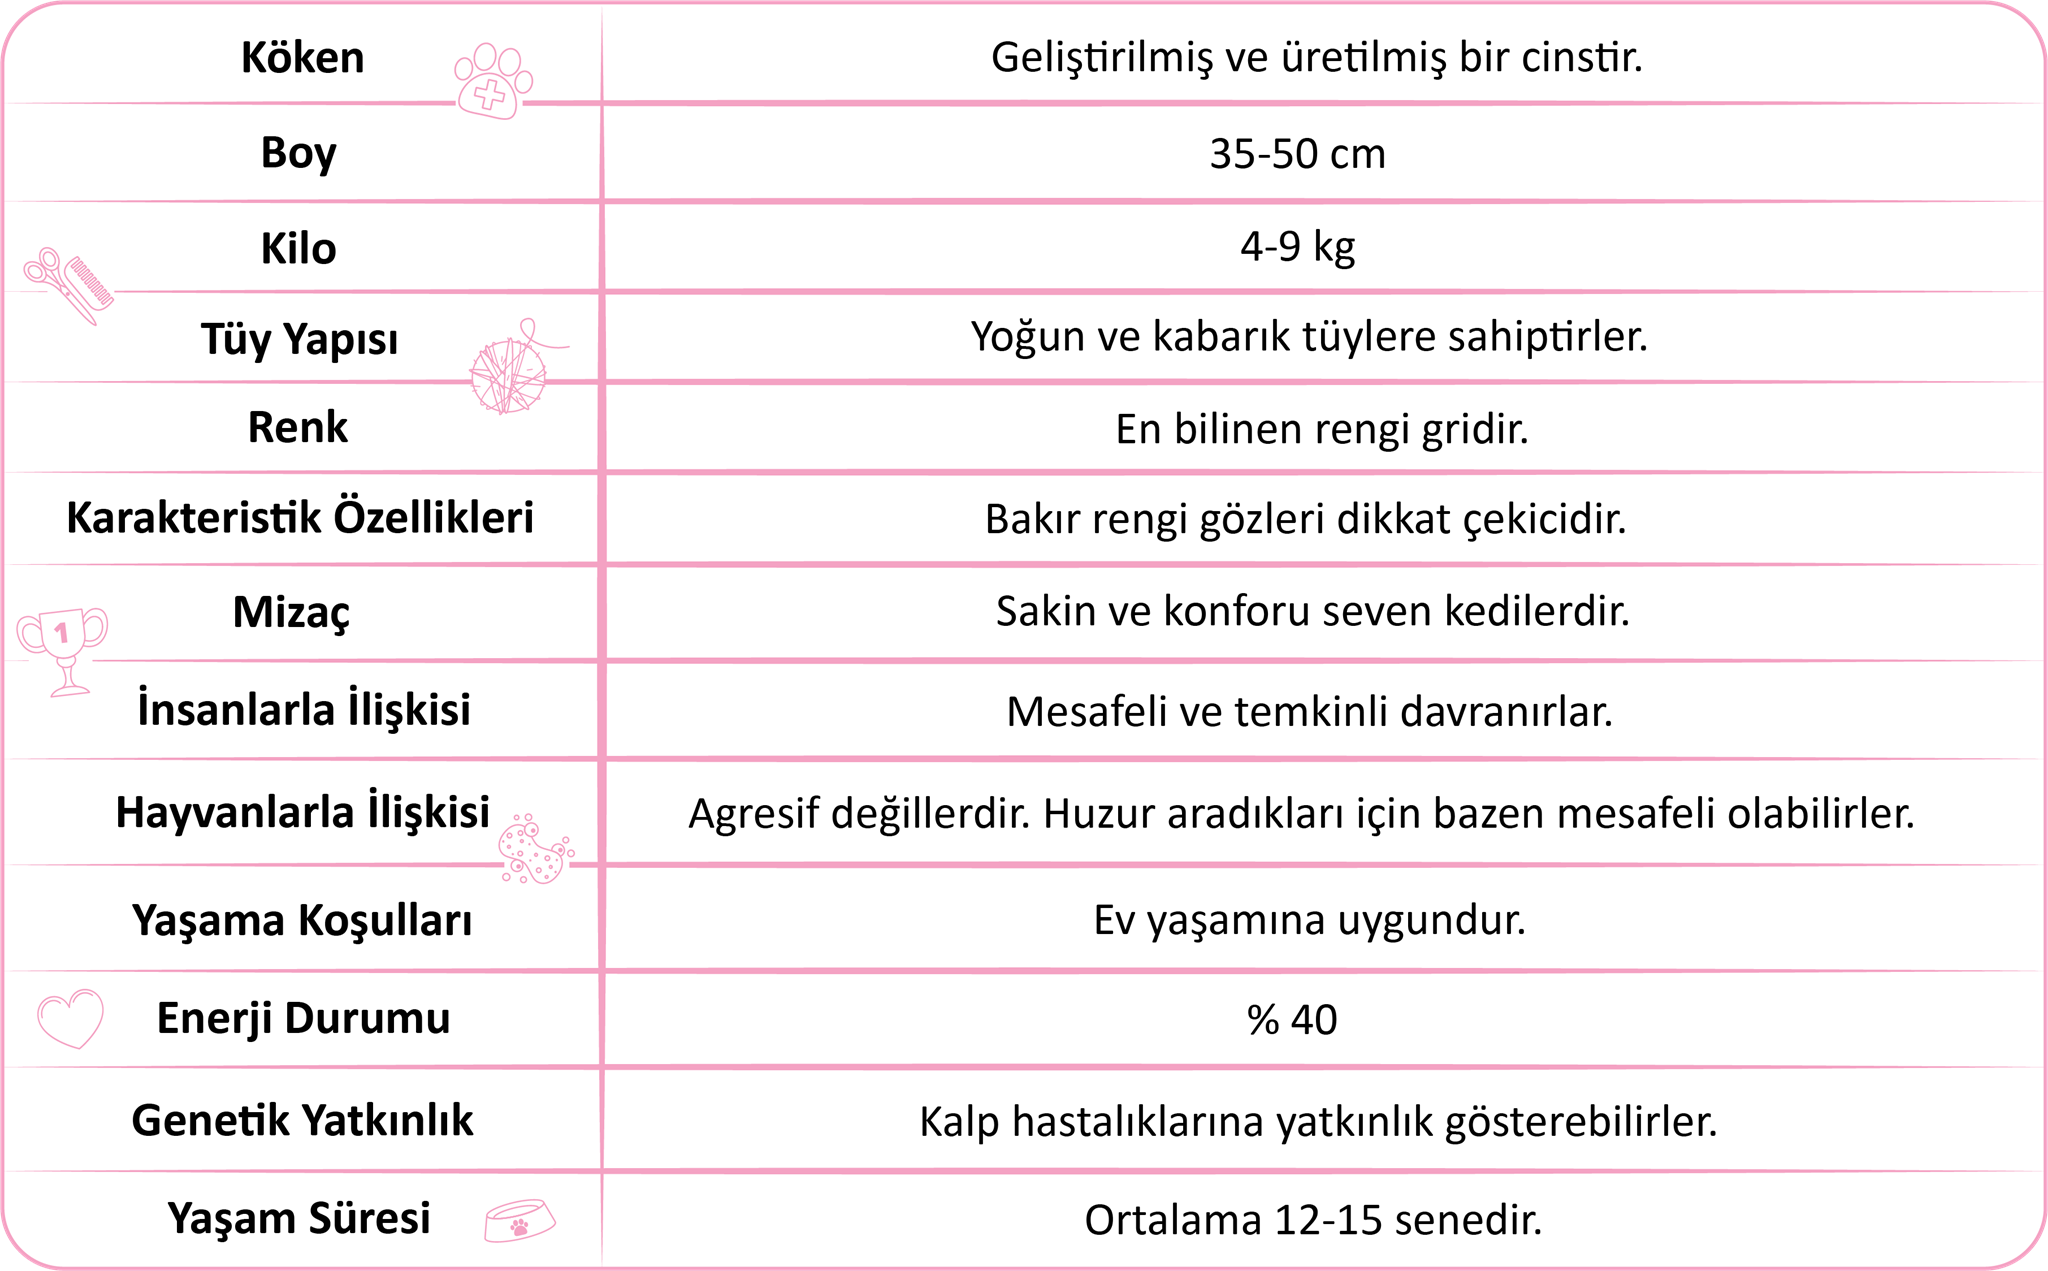 Köken Geliştirilmiş ve üretilmiş bir cinstir.
Boy 35-50 cm
Kilo 4-9 kg
Tüy Yapısı Yoğun ve kabarık tüylere sahiptirler.
Renk En bilinen rengi gridir.
Karakteristik Özellikleri Bakır rengi gözleri dikkat çekicidir.
Mizaç Sakin ve konforu seven kedilerdir.
1
İnsanlarla İlişkisi Mesafeli ve temkinli davranırlar.
Hayvanlarla İlişkisi Agresif değillerdir. Huzur aradıkları için bazen mesafeli olabilirler.
Yaşama Koşulları Ev yaşamına uygundur.
Enerji Durumu % 40
Genetik Yatkınlık Kalp hastalıklarına yatkınlık gösterebilirler.
Yaşam Süresi Ortalama 12-15 senedir.